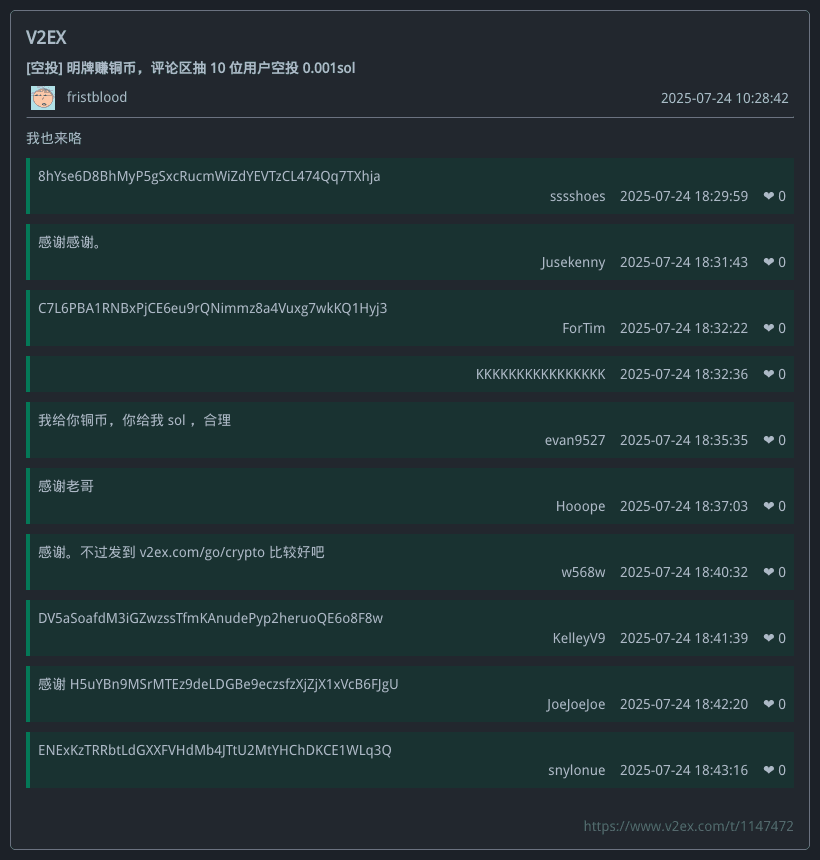 V2EX
[空投] 明牌赚铜币，评论区抽 10 位用户空投 0.001sol
fristblood 2025-07-24 10:28:42
我也来咯
8hYse6D8BhMyP5gSxcRucmWiZdYEVTzCL474Qq7TXhja
sssshoes 2025-07-24 18:29:59 ❤ 0
感谢感谢。
Jusekenny 2025-07-24 18:31:43 ❤ 0
C7L6PBA1RNBxPjCE6eu9rQNimmz8a4Vuxg7wkKQ1Hyj3
ForTim 2025-07-24 18:32:22 ❤ 0
KKKKKKKKKKKKKKKK 2025-07-24 18:32:36 ❤ 0
我给你铜币，你给我 sol ，合理
evan9527 2025-07-24 18:35:35 ❤ 0
感谢老哥
Hooope 2025-07-24 18:37:03 ❤ 0
感谢。不过发到 v2ex.com/go/crypto 比较好吧
w568w 2025-07-24 18:40:32 ❤ 0
DV5aSoafdM3iGZwzssTfmKAnudePyp2heruoQE6o8F8w
KelleyV9 2025-07-24 18:41:39 ❤ 0
感谢 H5uYBn9MSrMTEz9deLDGBe9eczsfzXjZjX1xVcB6FJgU
JoeJoeJoe 2025-07-24 18:42:20 ❤ 0
ENExKzTRRbtLdGXXFVHdMb4JTtU2MtYHChDKCE1WLq3Q
snylonue 2025-07-24 18:43:16 ❤ 0
https://www.v2ex.com/t/1147472